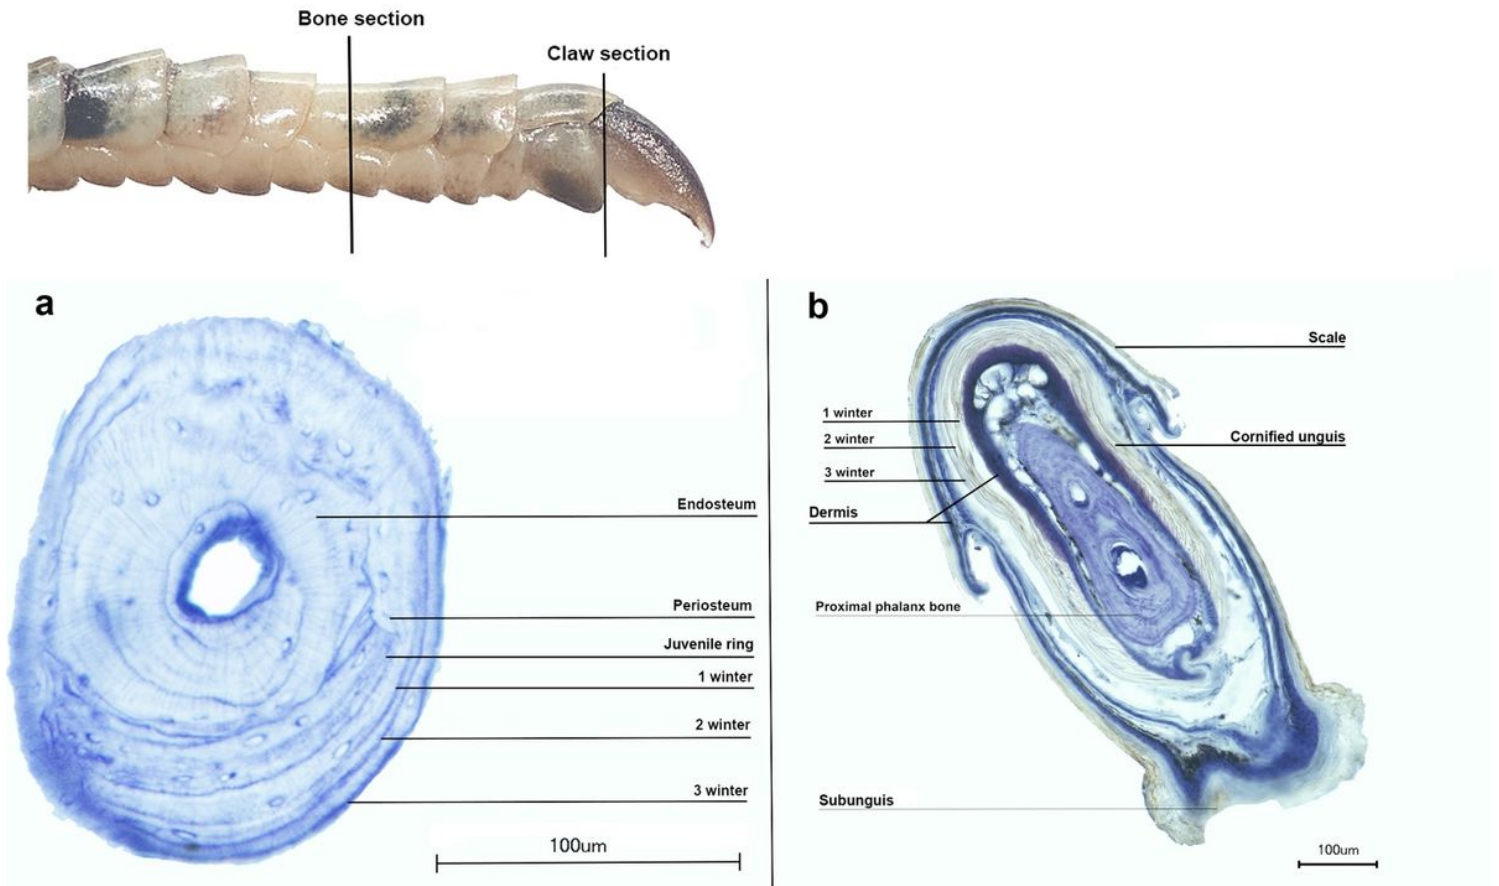 Bone section
Claw section
a
Endosteum
Periosteum
Juvenile ring
1 winter
2 winter
3 winter
100um
b
Scale
1 winter
2 winter
Cornified unguis
3 winter
Dermis
Proximal phalanx bone
Subunguis
100um